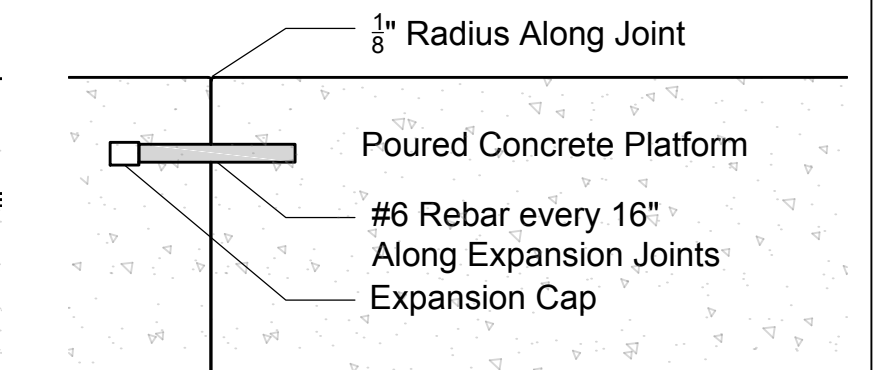 ⅛" Radius Along Joint
Poured Concrete Platform
#6 Rebar every 16"
Along Expansion Joints
Expansion Cap